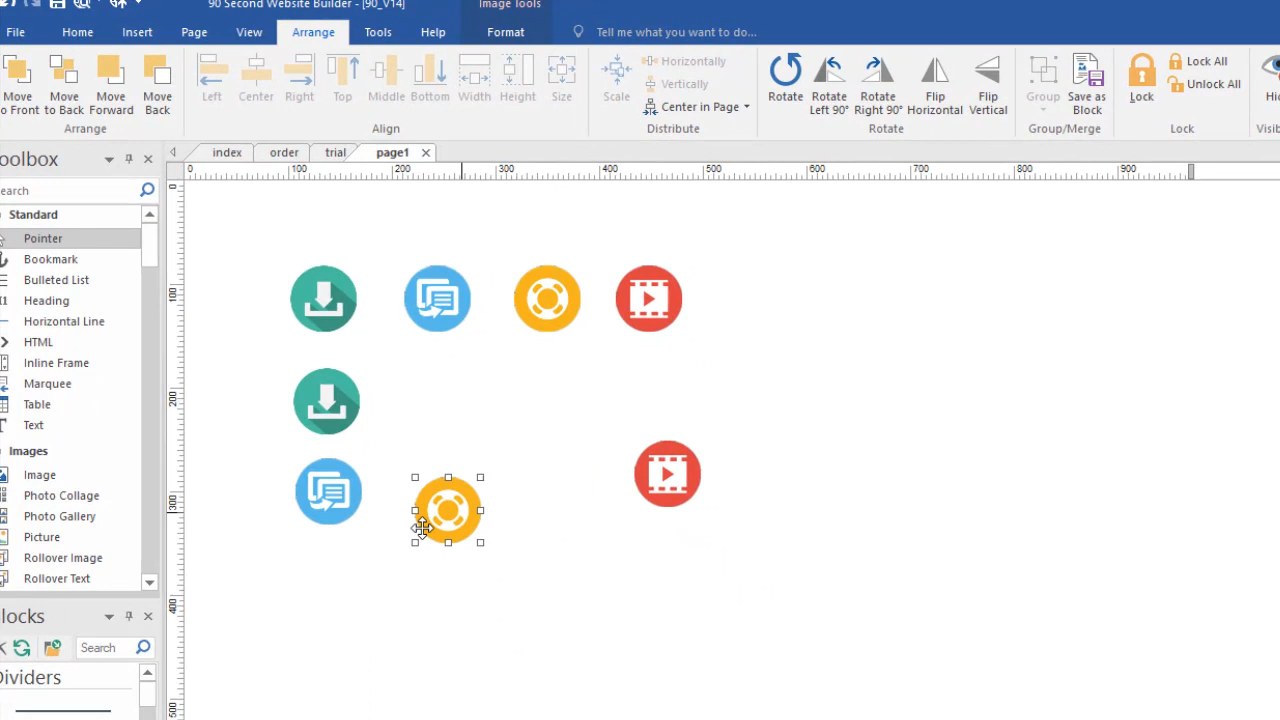 90 Second Website Builder - [90_V14]
Image Tools
File Home Insert Page View Arrange Tools Help Format Tell me what you want to do...
Move to Front
Move to Back
Move Forward
Move Back
Left Center Right Top Middle Bottom Width Height Size
Scale
Horizontally
Vertically
Center in Page
Rotate
Rotate Left 90°
Rotate Right 90°
Flip Horizontal
Flip Vertical
Group
Save as Block
Lock
Lock All
Unlock All
Arrange Align Distribute Rotate Group/Merge Lock
oolbox
index order trial page1
0 100 200 300 400 500 600 700 800 900
0
100
200
300
400
500
earch
Standard
Pointer
Bookmark
Bulleted List
Heading
Horizontal Line
HTML
Inline Frame
Marquee
Table
Text
Images
Image
Photo Collage
Photo Gallery
Picture
Rollover Image
Rollover Text
locks
Search
Dividers